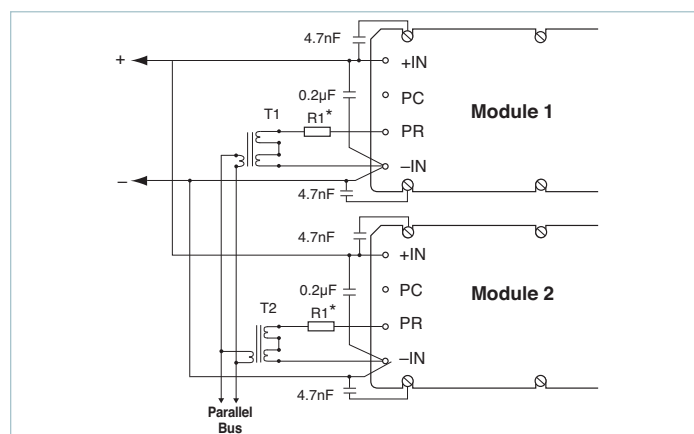 4.7nF
+
+IN
0.2µF
PC
Module 1
T1
R1*
PR
–IN
–
4.7nF
4.7nF
+IN
0.2µF
PC
Module 2
T2
R1*
PR
–IN
4.7nF
Parallel
Bus